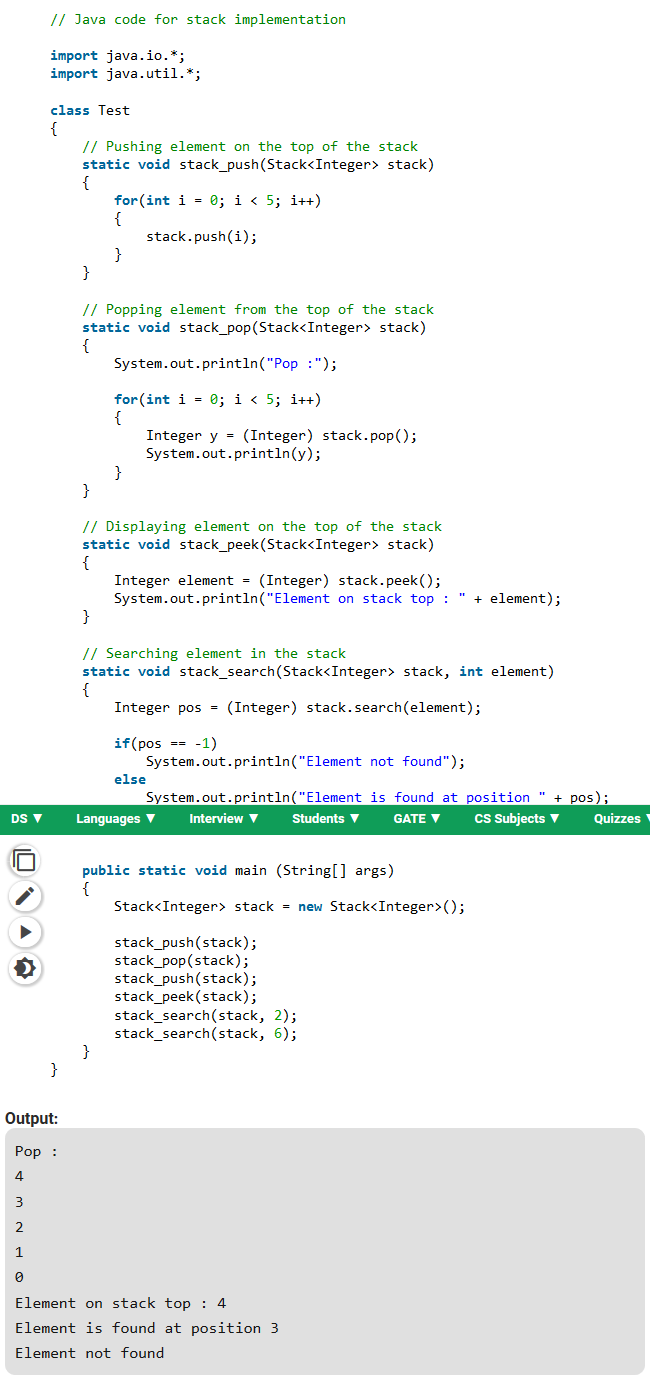 // Java code for stack implementation
import java.io.*;
import java.util.*;
class Test
{
// Pushing element on the top of the stack
static void stack_push(Stack<Integer> stack)
{
for(int i = 0; i < 5; i++)
{
stack.push(i);
}
}
// Popping element from the top of the stack
static void stack_pop(Stack<Integer> stack)
{
System.out.println("Pop :");
for(int i = 0; i < 5; i++)
{
Integer y = (Integer) stack.pop();
System.out.println(y);
}
}
// Displaying element on the top of the stack
static void stack_peek(Stack<Integer> stack)
{
Integer element = (Integer) stack.peek();
System.out.println("Element on stack top : " + element);
}
// Searching element in the stack
static void stack_search(Stack<Integer> stack, int element)
{
Integer pos = (Integer) stack.search(element);
if(pos == -1)
System.out.println("Element not found");
else
System.out.println("Element is found at position " + pos);
DS ▼ Languages ▼ Interview ▼ Students ▼ GATE ▼ CS Subjects ▼ Quizzes ▼
public static void main (String[] args)
{
Stack<Integer> stack = new Stack<Integer>();
stack_push(stack);
stack_pop(stack);
stack_push(stack);
stack_peek(stack);
stack_search(stack, 2);
stack_search(stack, 6);
}
}
Output:
Pop :
4
3
2
1
0
Element on stack top : 4
Element is found at position 3
Element not found